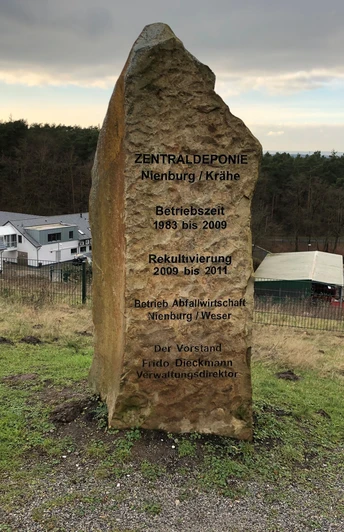 ZENTRALDEPONIE
Nienburg / Krähe
Betriebszeit
1983 bis 2009
Rekultivierung
2009 bis 2011
Betrieb Abfallwirtschaft
Nienburg / Weser
Der Vorstand
Frido Dieckmann
Verwaltungsdirektor